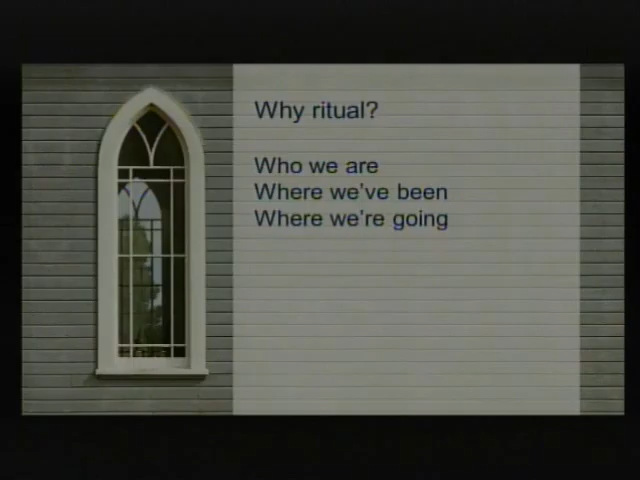 Why ritual?
Who we are
Where we've been
Where we're going